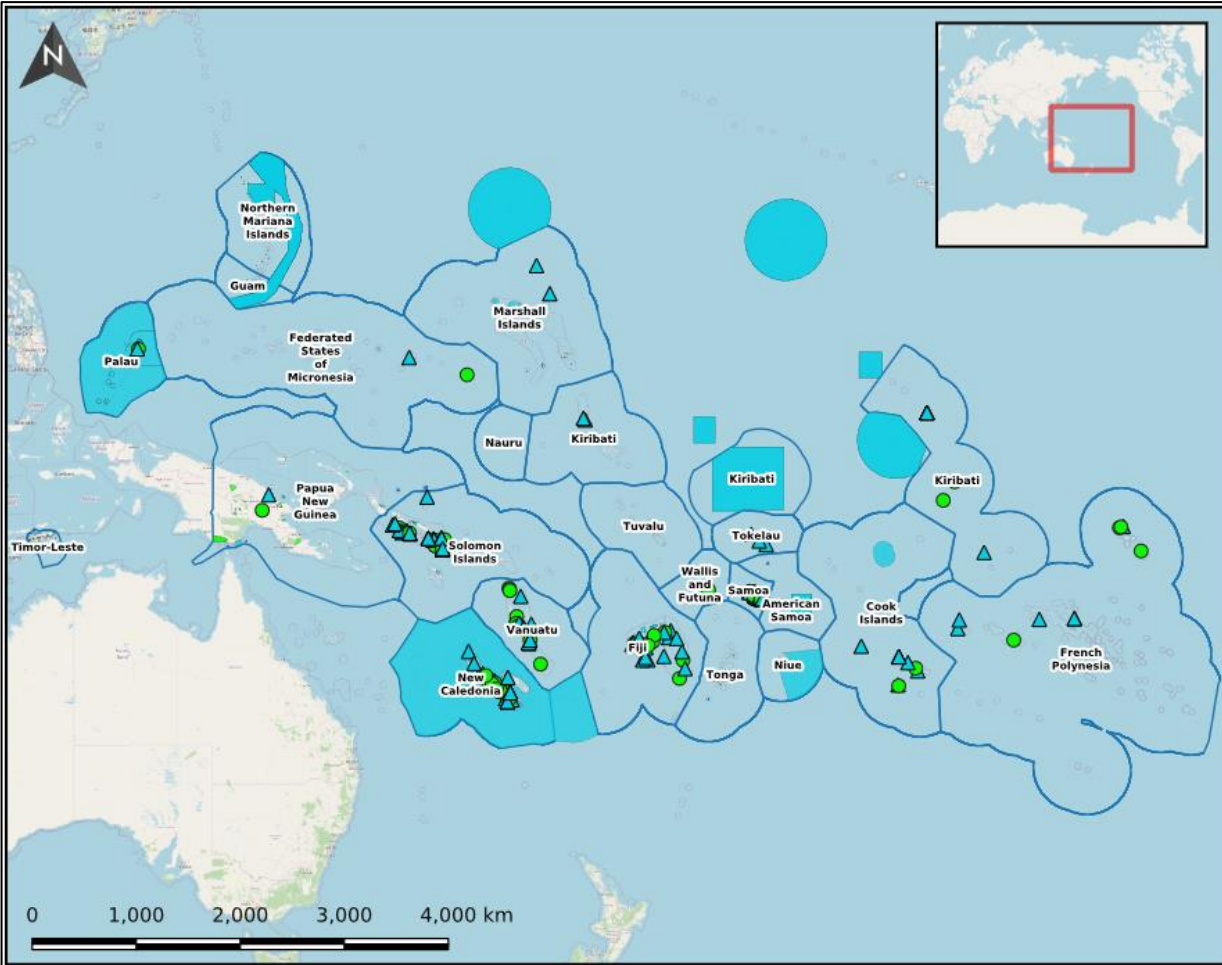 N
Northern
Mariana
Islands
Guam
Palau
Federated
States
of
Micronesia
Marshall
Islands
Nauru
Kiribati
Kiribati
Kiribati
Papua
New
Guinea
Timor-Leste
Solomon
Islands
Tuvalu
Tokelau
Wallis
and
Futuna
Samoa
American
Samoa
Cook
Islands
French
Polynesia
Vanuatu
Fiji
Tonga
Niue
New
Caledonia
0 1,000 2,000 3,000 4,000 km